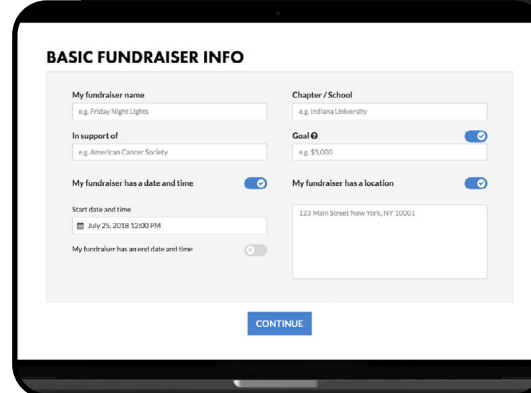 BASIC FUNDRAISER INFO
My fundraiser name
e.g. Friday Night Lights
Chapter / School
e.g. Indiana University
In support of
e.g. American Cancer Society
Goal
e.g. $5,000
My fundraiser has a date and time
My fundraiser has a location
Start date and time
July 25, 2018 12:00 PM
My fundraiser has an end date and time
123 Main Street New York, NY 10001
CONTINUE